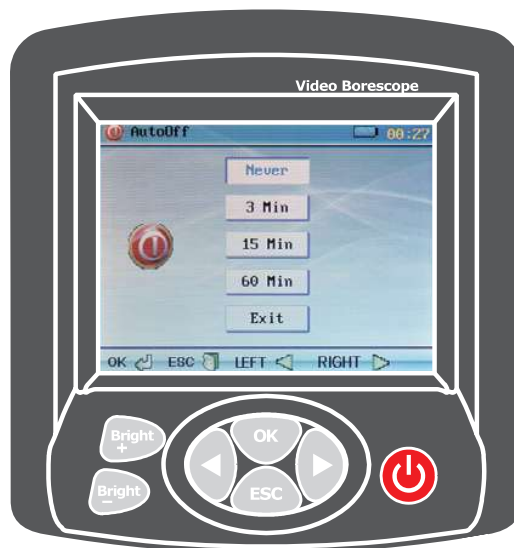 Video Borescope
AutoOff 00:27
Never
3 Min
15 Min
60 Min
Exit
OK ESC LEFT RIGHT
Bright
+
OK
Bright
-
ESC